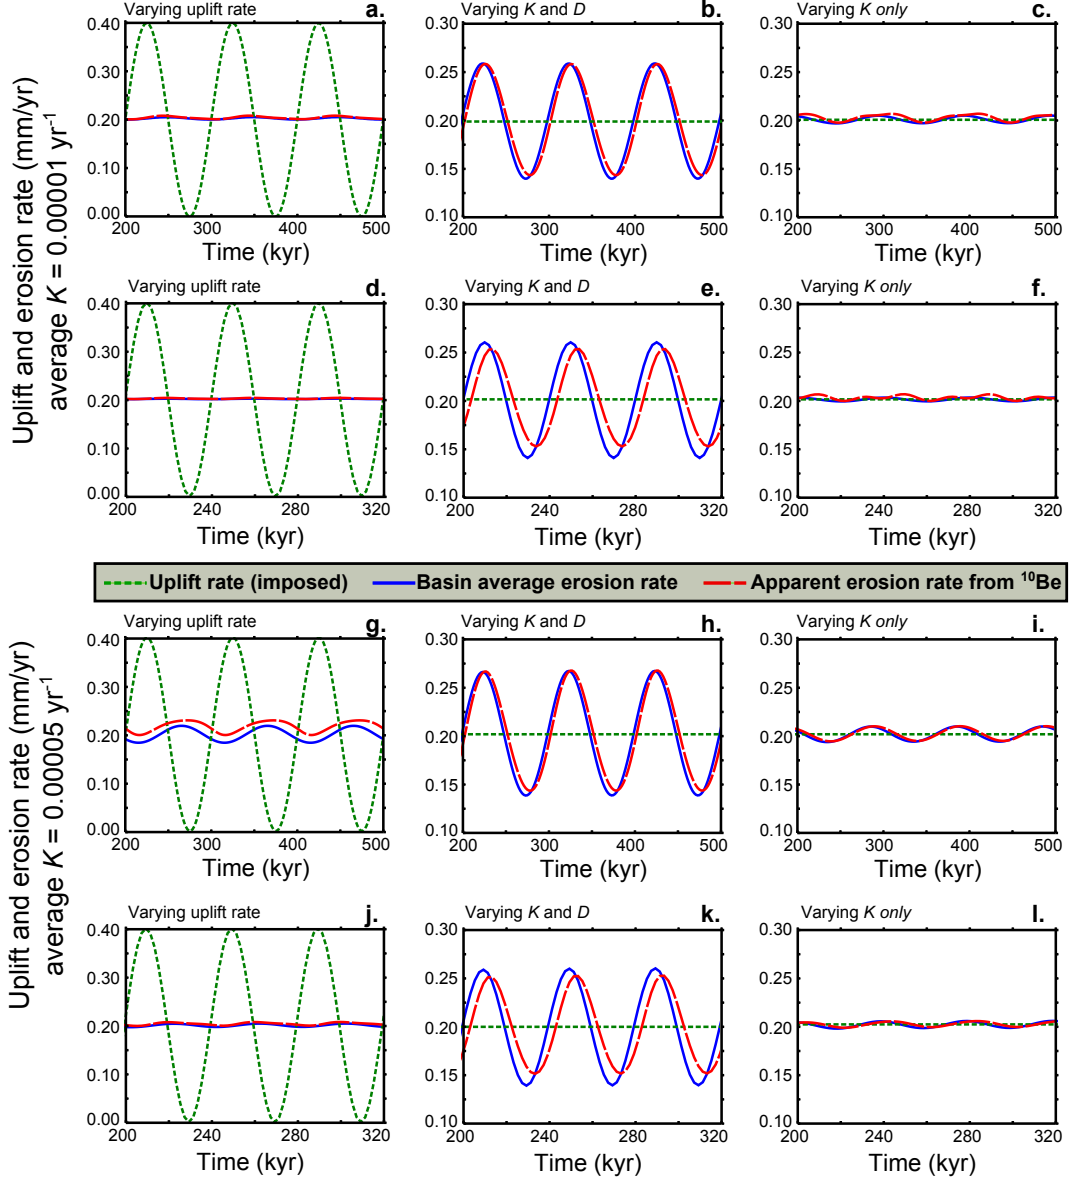 Uplift and erosion rate (mm/yr)
average K = 0.00001 yr⁻¹
Varying uplift rate a.
0.40
0.30
0.20
0.10
0.00
200 300 400 500
Time (kyr)
Varying K and D b.
0.30
0.25
0.20
0.15
0.10
200 300 400 500
Time (kyr)
Varying K only c.
0.30
0.25
0.20
0.15
0.10
200 300 400 500
Time (kyr)
Varying uplift rate d.
0.40
0.30
0.20
0.10
0.00
200 240 280 320
Time (kyr)
Varying K and D e.
0.30
0.25
0.20
0.15
0.10
200 240 280 320
Time (kyr)
Varying K only f.
0.30
0.25
0.20
0.15
0.10
200 240 280 320
Time (kyr)
Uplift rate (imposed) Basin average erosion rate Apparent erosion rate from ¹⁰Be
Uplift and erosion rate (mm/yr)
average K = 0.00005 yr⁻¹
Varying uplift rate g.
0.40
0.30
0.20
0.10
0.00
200 300 400 500
Time (kyr)
Varying K and D h.
0.30
0.25
0.20
0.15
0.10
200 300 400 500
Time (kyr)
Varying K only i.
0.30
0.25
0.20
0.15
0.10
200 300 400 500
Time (kyr)
Varying uplift rate j.
0.40
0.30
0.20
0.10
0.00
200 240 280 320
Time (kyr)
Varying K and D k.
0.30
0.25
0.20
0.15
0.10
200 240 280 320
Time (kyr)
Varying K only l.
0.30
0.25
0.20
0.15
0.10
200 240 280 320
Time (kyr)